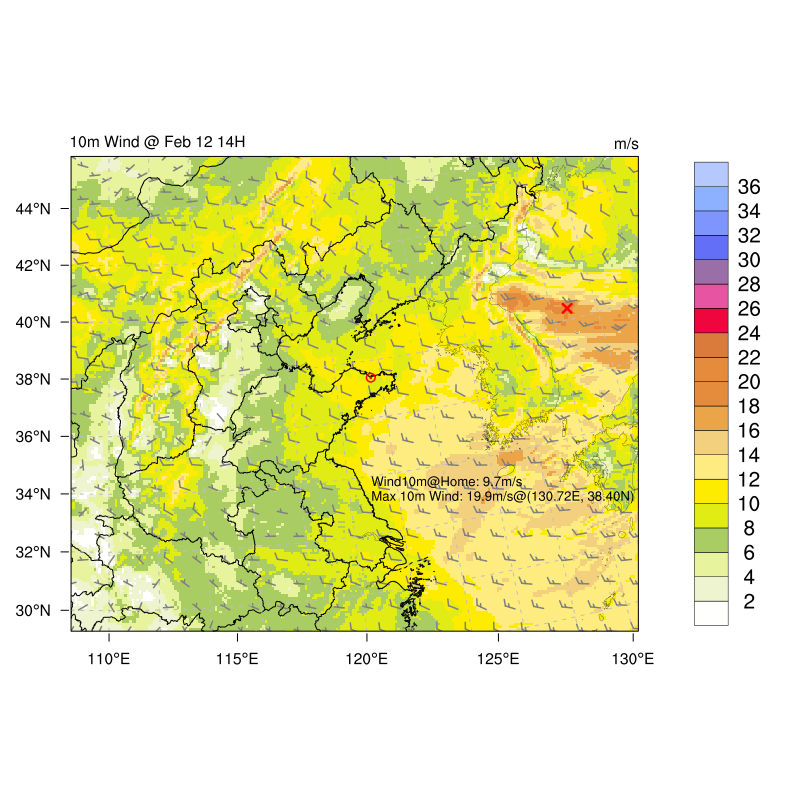 10m Wind @ Feb 12 14H
m/s
44°N
42°N
40°N
38°N
36°N
34°N
32°N
30°N
Wind10m@Home: 9.7m/s
Max 10m Wind: 19.9m/s@(130.72E, 38.40N)
110°E
115°E
120°E
125°E
130°E
36
34
32
30
28
26
24
22
20
18
16
14
12
10
8
6
4
2